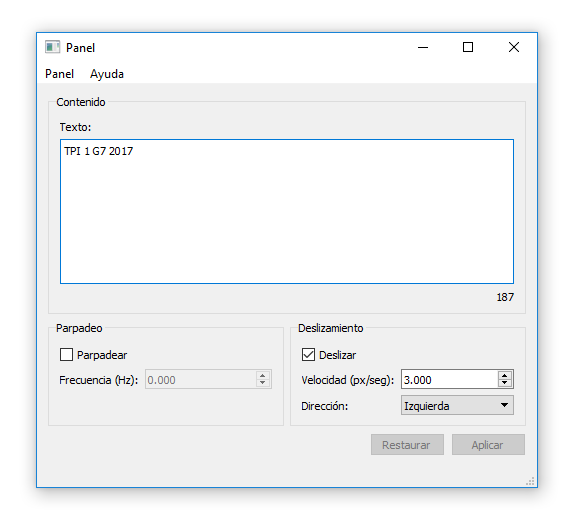 Panel
Panel Ayuda
Contenido
Texto:
TPI 1 G7 2017
187
Parpadeo
Parpadear
Frecuencia (Hz): 0.000
Deslizamiento
Deslizar
Velocidad (px/seg): 3.000
Dirección: Izquierda
Restaurar Aplicar